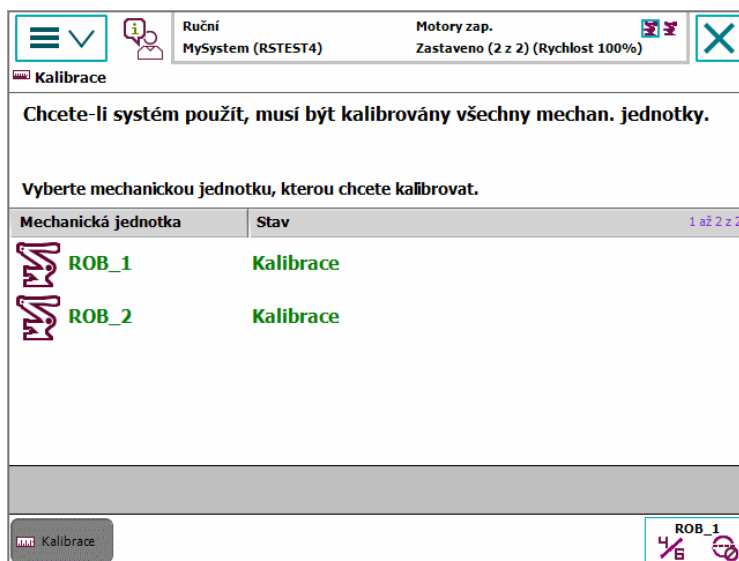 Ruční
Motory zap.
MySystem (RSTEST4)
Zastaveno (2 z 2) (Rychlost 100%)
Kalibrace
Chcete-li systém použít, musí být kalibrovány všechny mechan. jednotky.
Vyberte mechanickou jednotku, kterou chcete kalibrovat.
Mechanická jednotka
Stav
1 až 2 z 2
ROB_1
Kalibrace
ROB_2
Kalibrace
Kalibrace
ROB_1
4/6